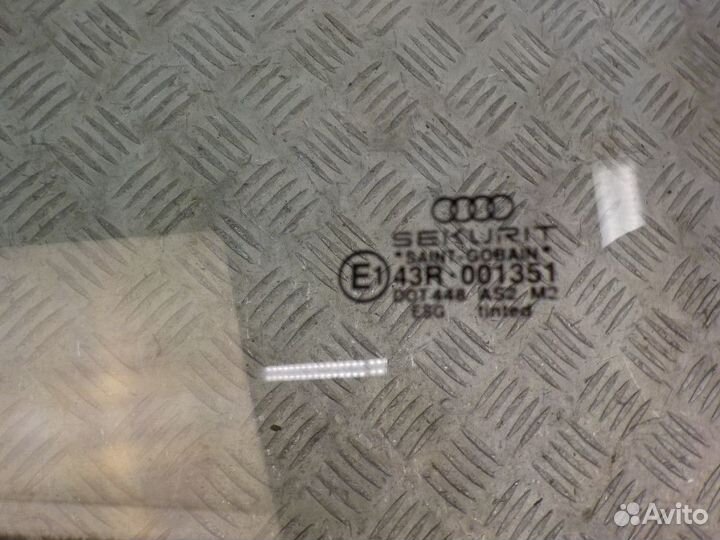 SEKURIT
"SAINT-GOBAIN"
E1 43R-001351
DOT 448 AS2 M2
ESG tinted
Avito